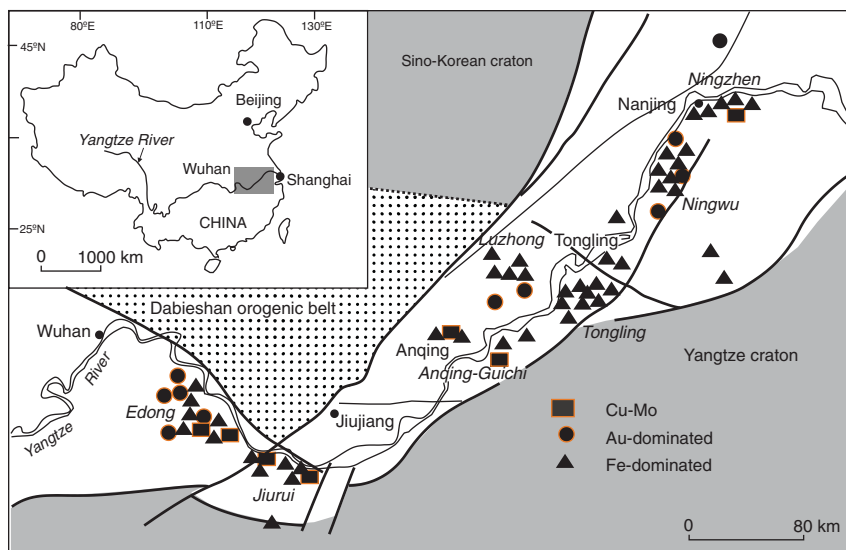 80ºE
110ºE
130ºE
45ºN
Sino-Korean craton
Ningzhen
Beijing
Nanjing
Yangtze River
Wuhan
Shanghai
CHINA
25ºN
Ningwu
0 1000 km
Luzhong
Tongling
Dabieshan orogenic belt
Wuhan
Anqing
Tongling
Yangtze craton
Anqing-Guichi
River
Edong
Jiujiang
Yangtze
Cu-Mo
Au-dominated
Fe-dominated
Jiurui
0 80 km